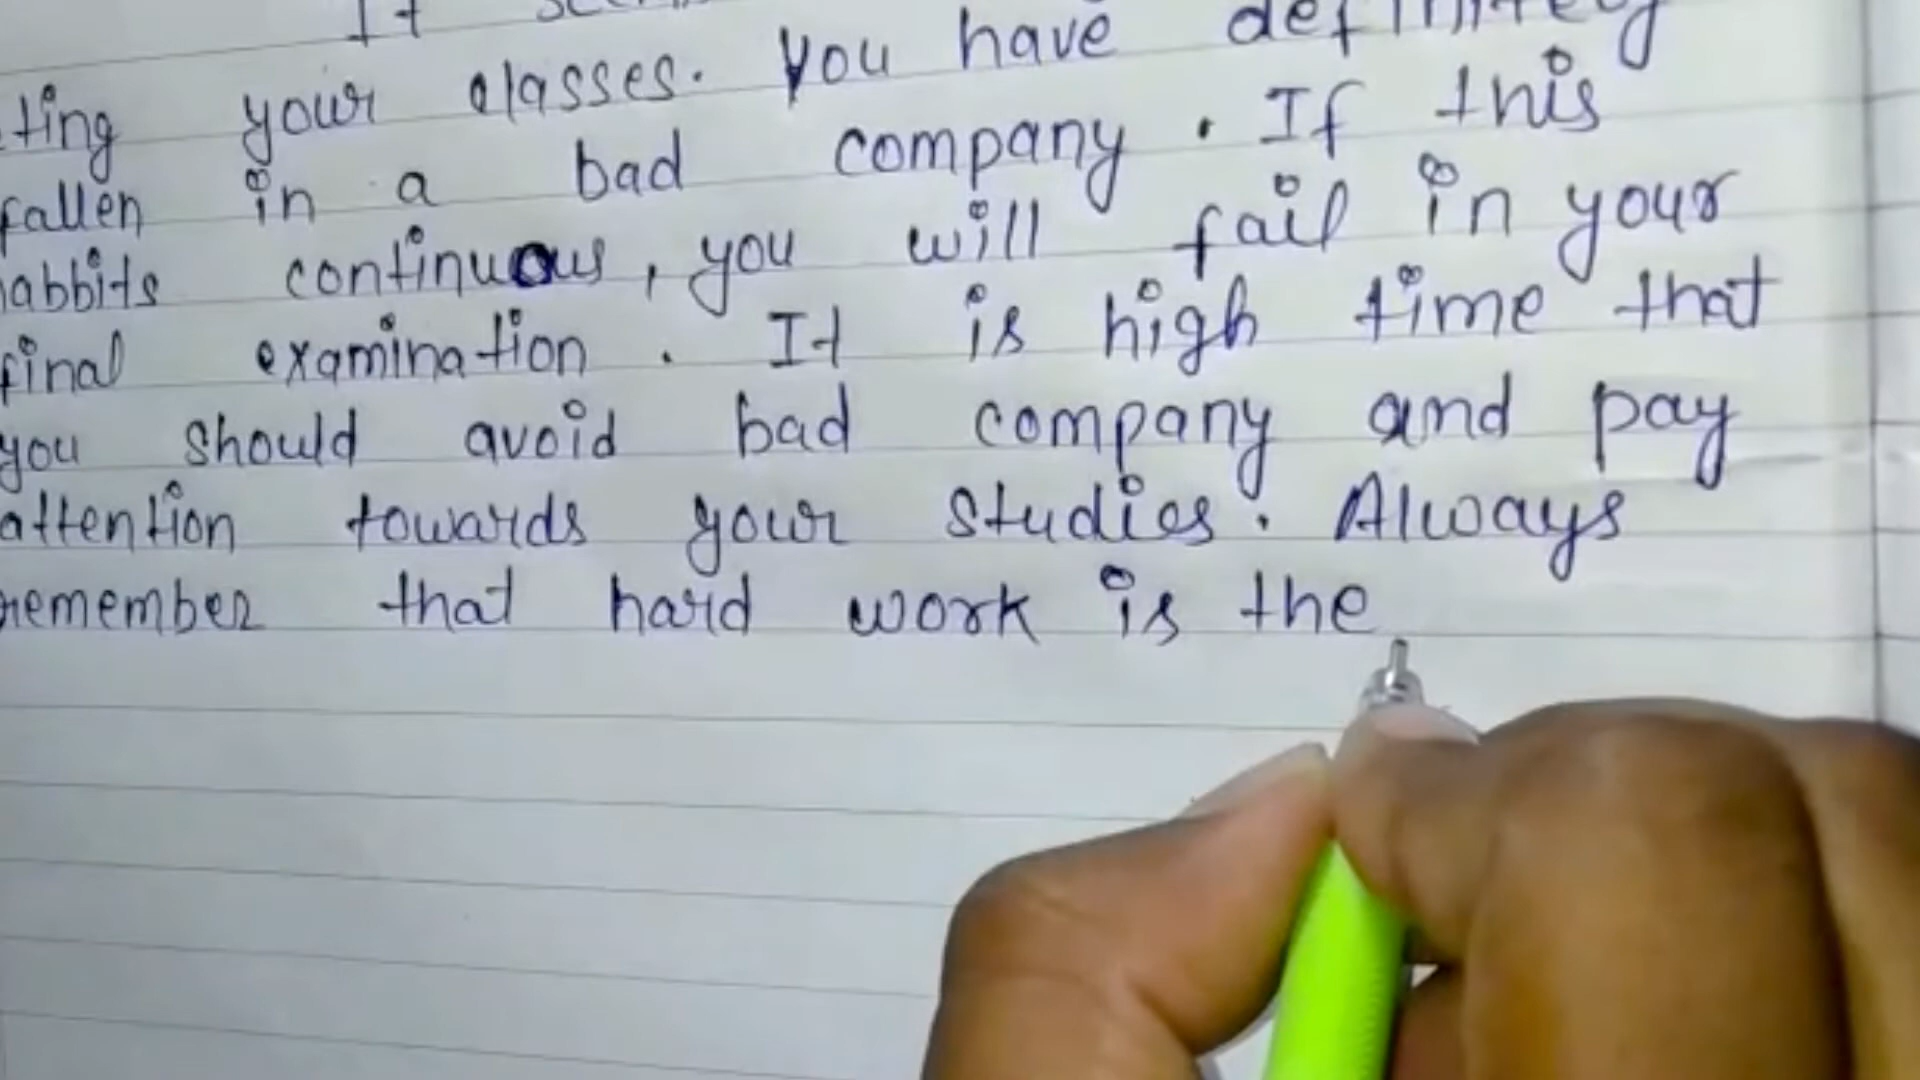 It
ting your classes. You have definitely
fallen in a bad company. If this
habbits continuous, you will fail in your
final examination. It is high time that
you should avoid bad company and pay
attention towards your studies. Always
remember that hard work is the